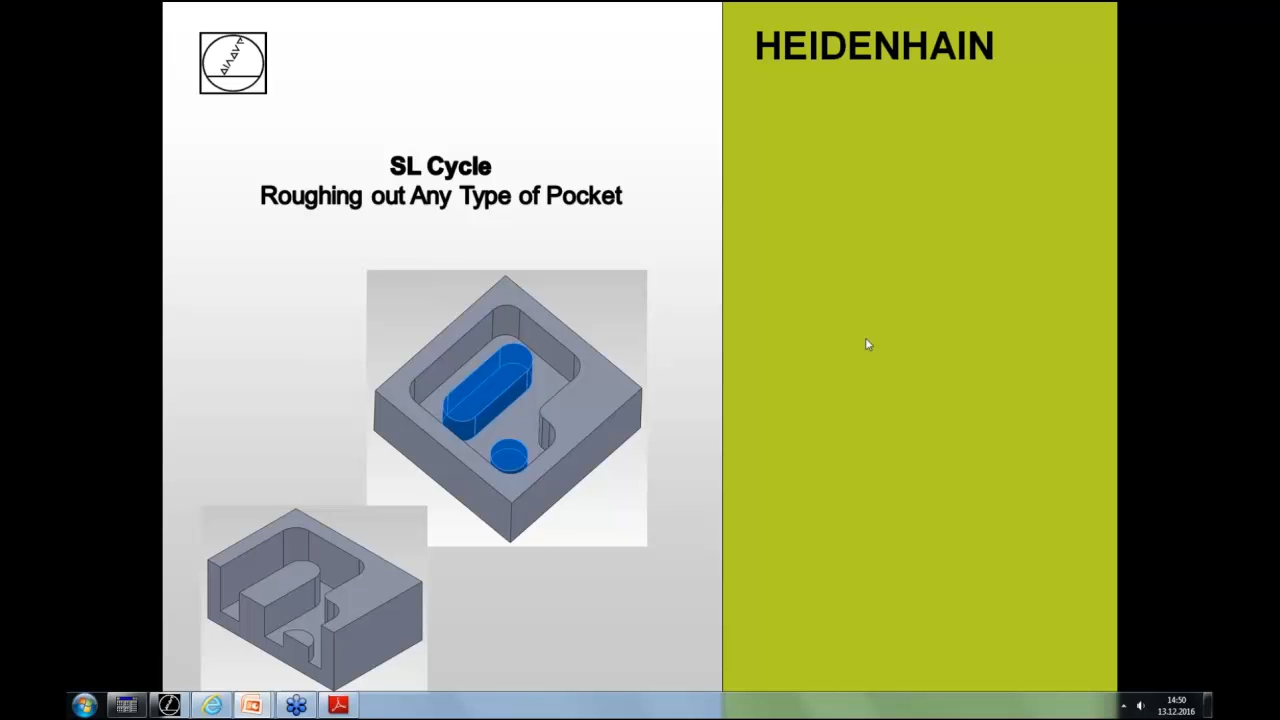 HEIDENHAIN
SL Cycle
Roughing out Any Type of Pocket
14:50
13.12.2016